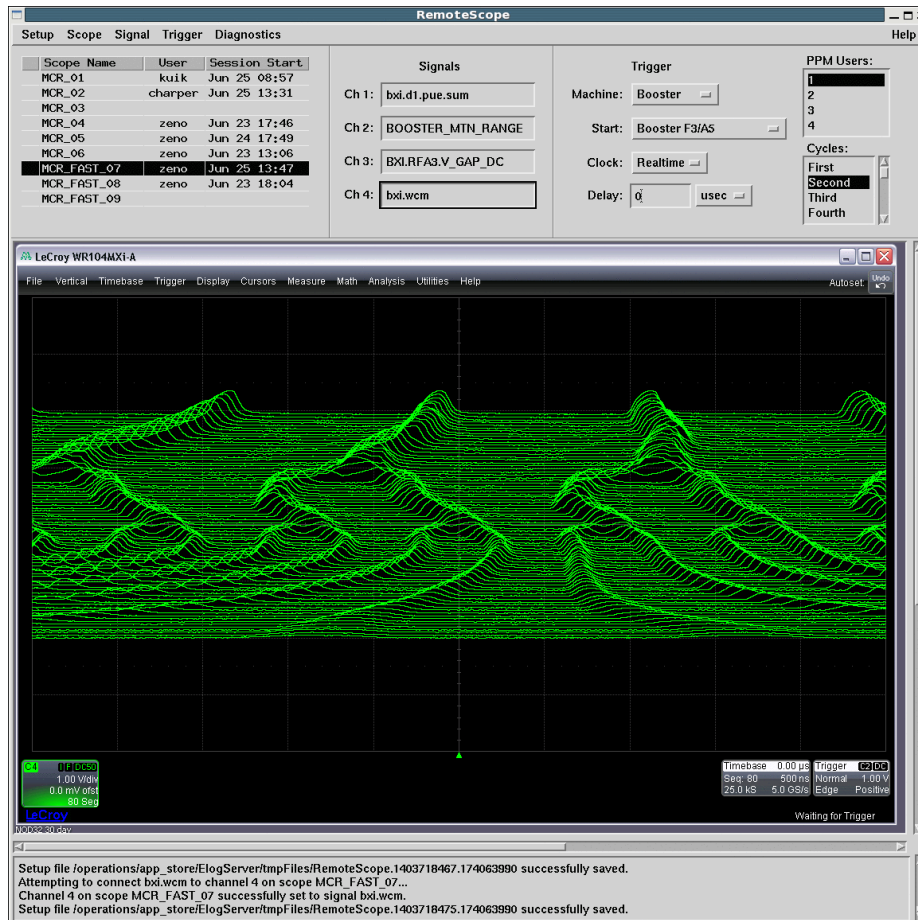 RemoteScope
Setup Scope Signal Trigger Diagnostics Help
Scope Name User Session Start
MCR_01 kuik Jun 25 08:57
MCR_02 charper Jun 25 13:31
MCR_03
MCR_04 zeno Jun 23 17:46
MCR_05 zeno Jun 24 17:49
MCR_06 zeno Jun 23 13:06
MCR_FAST_07 zeno Jun 25 13:47
MCR_FAST_08 zeno Jun 23 18:04
MCR_FAST_09
Signals
Ch 1: bxi.d1.pue.sum
Ch 2: BOOSTER_MTN_RANGE
Ch 3: BXI.RFA3.V_GAP_DC
Ch 4: bxi.wcm
Trigger
Machine: Booster
Start: Booster F3/A5
Clock: Realtime
Delay: 0 usec
PPM Users:
1
2
3
4
Cycles:
First
Second
Third
Fourth
LeCroy WR104MXi-A
File Vertical Timebase Trigger Display Cursors Measure Math Analysis Utilities Help Autoset Undo
C4 DC50
1.00 V/div
0.0 mV ofst
80 Seg
Timebase 0.00 µs
Seq: 80 500 ns
25.0 kS 5.0 GS/s
Trigger C2 DC
Normal 1.00 V
Edge Positive
LeCroy
Waiting for Trigger
NOD32.30 day
Setup file /operations/app_store/ElogServer/tmpFiles/RemoteScope.1403718467.174063990 successfully saved.
Attempting to connect bxi.wcm to channel 4 on scope MCR_FAST_07...
Channel 4 on scope MCR_FAST_07 successfully set to signal bxi.wcm.
Setup file /operations/app_store/ElogServer/tmpFiles/RemoteScope.1403718475.174063990 successfully saved.